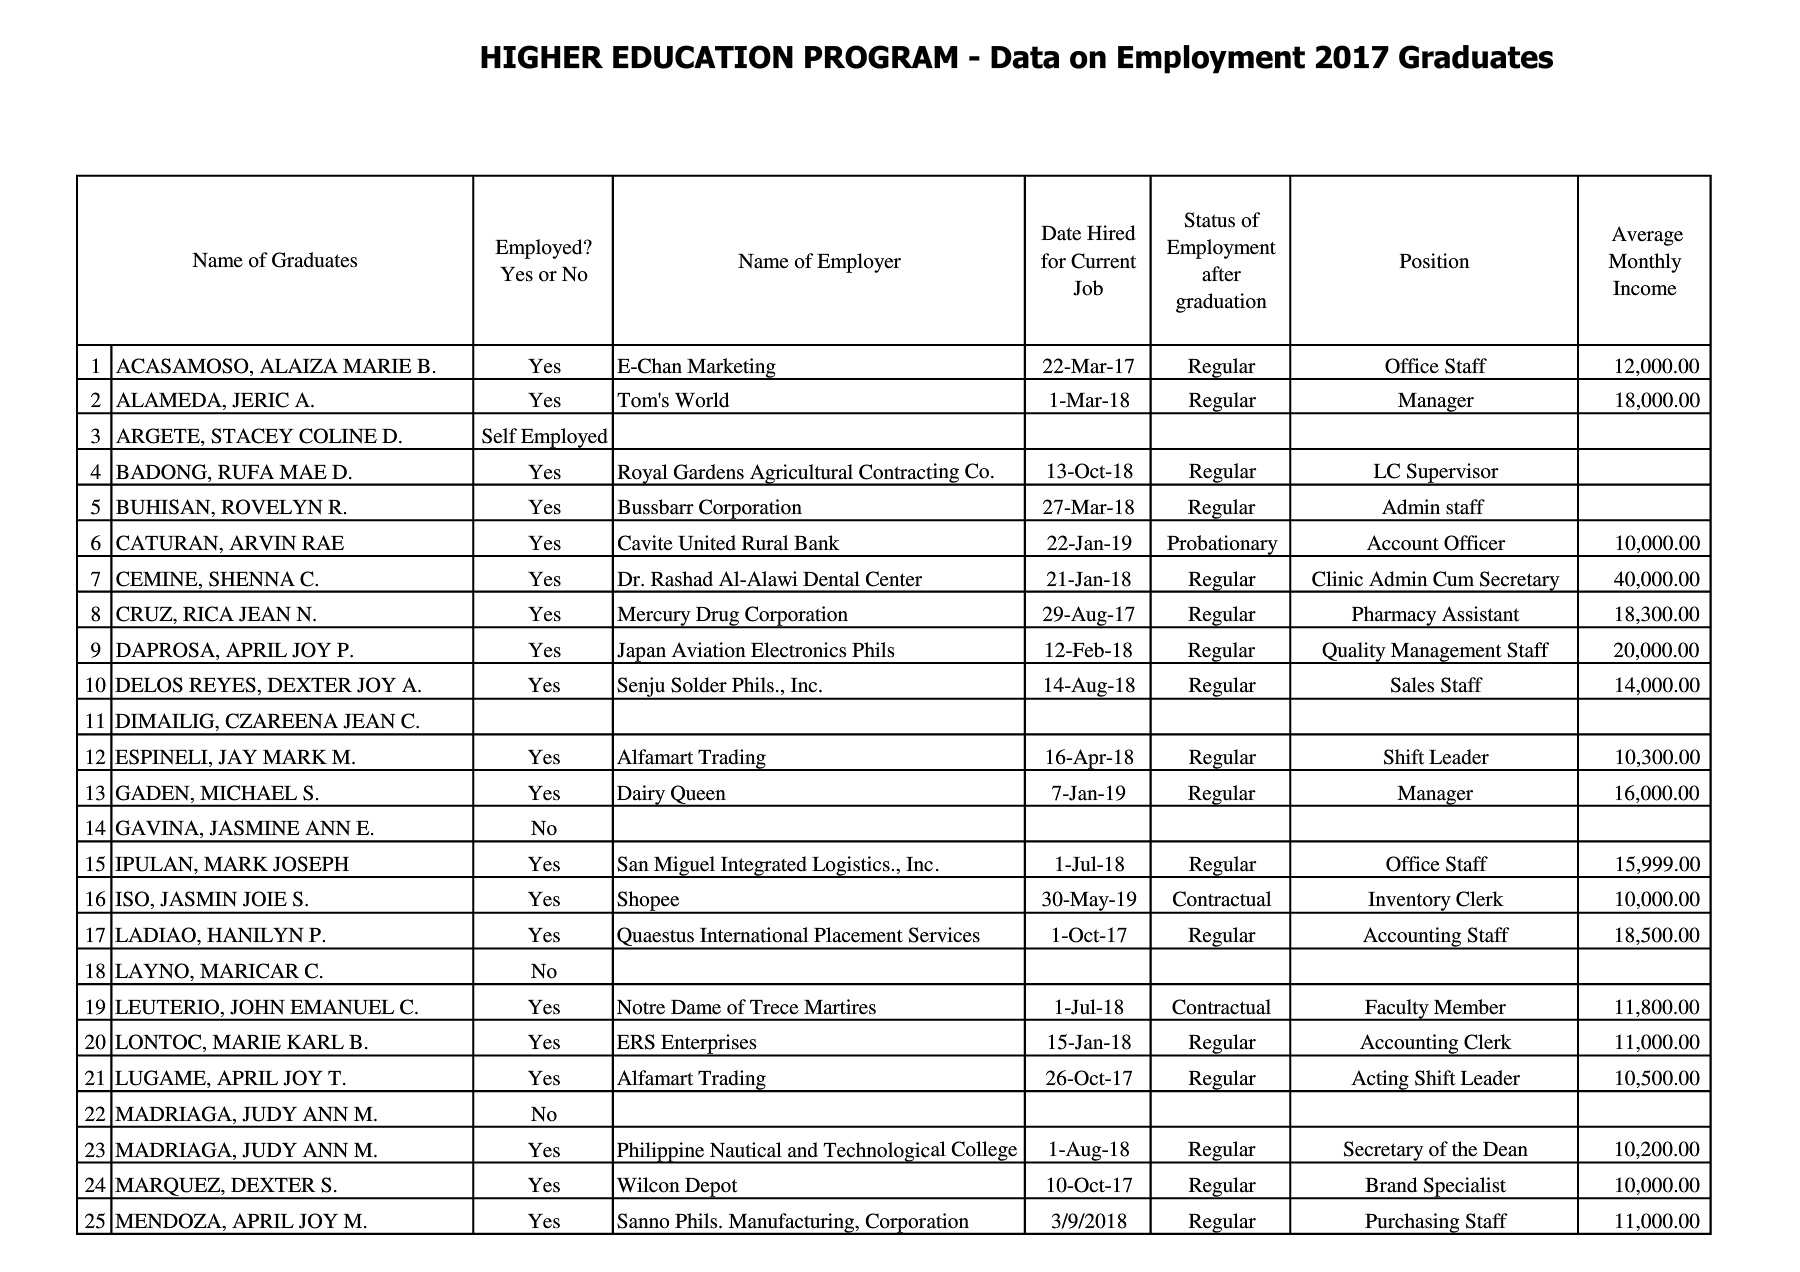 HIGHER EDUCATION PROGRAM - Data on Employment 2017 Graduates
Name of Graduates Employed? Yes or No Name of Employer Date Hired for Current Job Status of Employment after graduation Position Average Monthly Income
1 ACASAMOSO, ALAIZA MARIE B. Yes E-Chan Marketing 22-Mar-17 Regular Office Staff 12,000.00
2 ALAMEDA, JERIC A. Yes Tom's World 1-Mar-18 Regular Manager 18,000.00
3 ARGETE, STACEY COLINE D. Self Employed
4 BADONG, RUFA MAE D. Yes Royal Gardens Agricultural Contracting Co. 13-Oct-18 Regular LC Supervisor
5 BUHISAN, ROVELYN R. Yes Bussbarr Corporation 27-Mar-18 Regular Admin staff
6 CATURAN, ARVIN RAE Yes Cavite United Rural Bank 22-Jan-19 Probationary Account Officer 10,000.00
7 CEMINE, SHENNA C. Yes Dr. Rashad Al-Alawi Dental Center 21-Jan-18 Regular Clinic Admin Cum Secretary 40,000.00
8 CRUZ, RICA JEAN N. Yes Mercury Drug Corporation 29-Aug-17 Regular Pharmacy Assistant 18,300.00
9 DAPROSA, APRIL JOY P. Yes Japan Aviation Electronics Phils 12-Feb-18 Regular Quality Management Staff 20,000.00
10 DELOS REYES, DEXTER JOY A. Yes Senju Solder Phils., Inc. 14-Aug-18 Regular Sales Staff 14,000.00
11 DIMAILIG, CZAREENA JEAN C.
12 ESPINELI, JAY MARK M. Yes Alfamart Trading 16-Apr-18 Regular Shift Leader 10,300.00
13 GADEN, MICHAEL S. Yes Dairy Queen 7-Jan-19 Regular Manager 16,000.00
14 GAVINA, JASMINE ANN E. No
15 IPULAN, MARK JOSEPH Yes San Miguel Integrated Logistics., Inc. 1-Jul-18 Regular Office Staff 15,999.00
16 ISO, JASMIN JOIE S. Yes Shopee 30-May-19 Contractual Inventory Clerk 10,000.00
17 LADIAO, HANILYN P. Yes Quaestus International Placement Services 1-Oct-17 Regular Accounting Staff 18,500.00
18 LAYNO, MARICAR C. No
19 LEUTERIO, JOHN EMANUEL C. Yes Notre Dame of Trece Martires 1-Jul-18 Contractual Faculty Member 11,800.00
20 LONTOC, MARIE KARL B. Yes ERS Enterprises 15-Jan-18 Regular Accounting Clerk 11,000.00
21 LUGAME, APRIL JOY T. Yes Alfamart Trading 26-Oct-17 Regular Acting Shift Leader 10,500.00
22 MADRIAGA, JUDY ANN M. No
23 MADRIAGA, JUDY ANN M. Yes Philippine Nautical and Technological College 1-Aug-18 Regular Secretary of the Dean 10,200.00
24 MARQUEZ, DEXTER S. Yes Wilcon Depot 10-Oct-17 Regular Brand Specialist 10,000.00
25 MENDOZA, APRIL JOY M. Yes Sanno Phils. Manufacturing, Corporation 3/9/2018 Regular Purchasing Staff 11,000.00